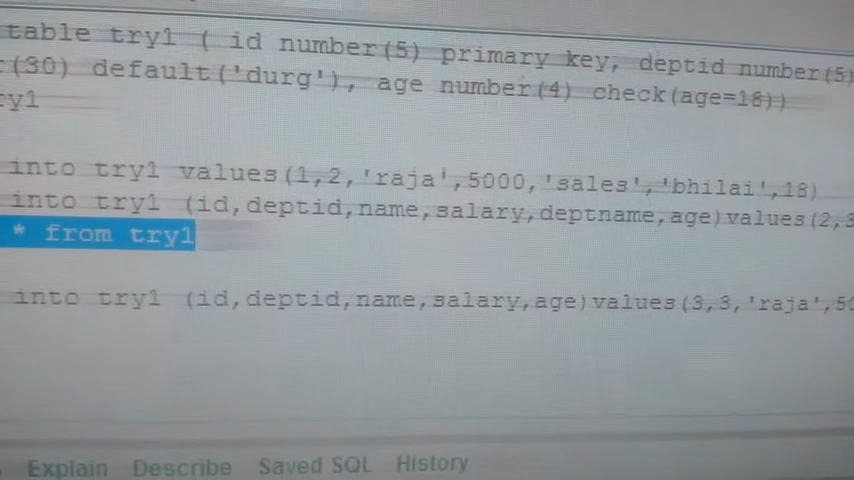 table try1 ( id number(5) primary key, deptid number(5)
(30) default('durg'), age number(4) check(age=18))
ry1
into try1 values(1,2,'raja',5000,'sales','bhilai',18)
into try1 (id,deptid,name,salary,deptname,age)values(2,3
* from try1
into try1 (id,deptid,name,salary,age)values(3,3,'raja',50
Explain Describe Saved SQL History